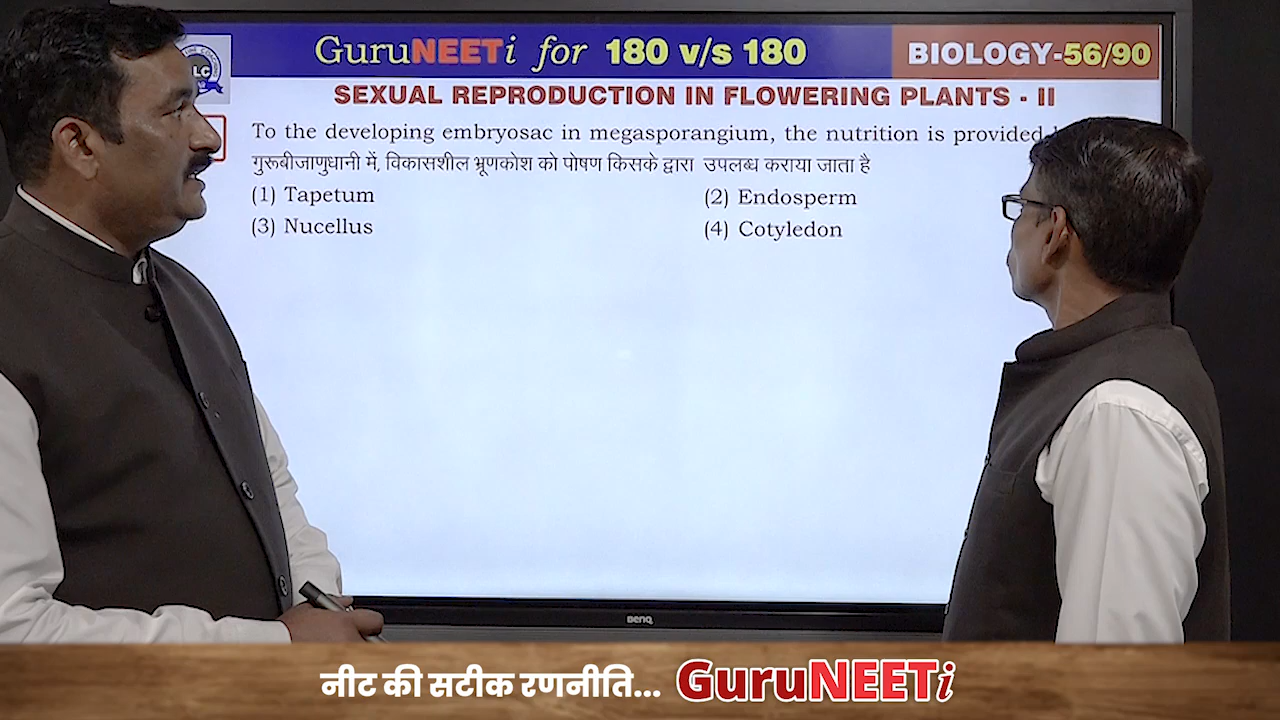 GuruNEETi for 180 v/s 180
BIOLOGY-56/90
SEXUAL REPRODUCTION IN FLOWERING PLANTS - II
To the developing embryosac in megasporangium, the nutrition is provided
गुरूबीजाणुधानी में, विकासशील भ्रूणकोश को पोषण किसके द्वारा उपलब्ध कराया जाता है
(1) Tapetum
(2) Endosperm
(3) Nucellus
(4) Cotyledon
BenQ
नीट की सटीक रणनीति... GuruNEETi